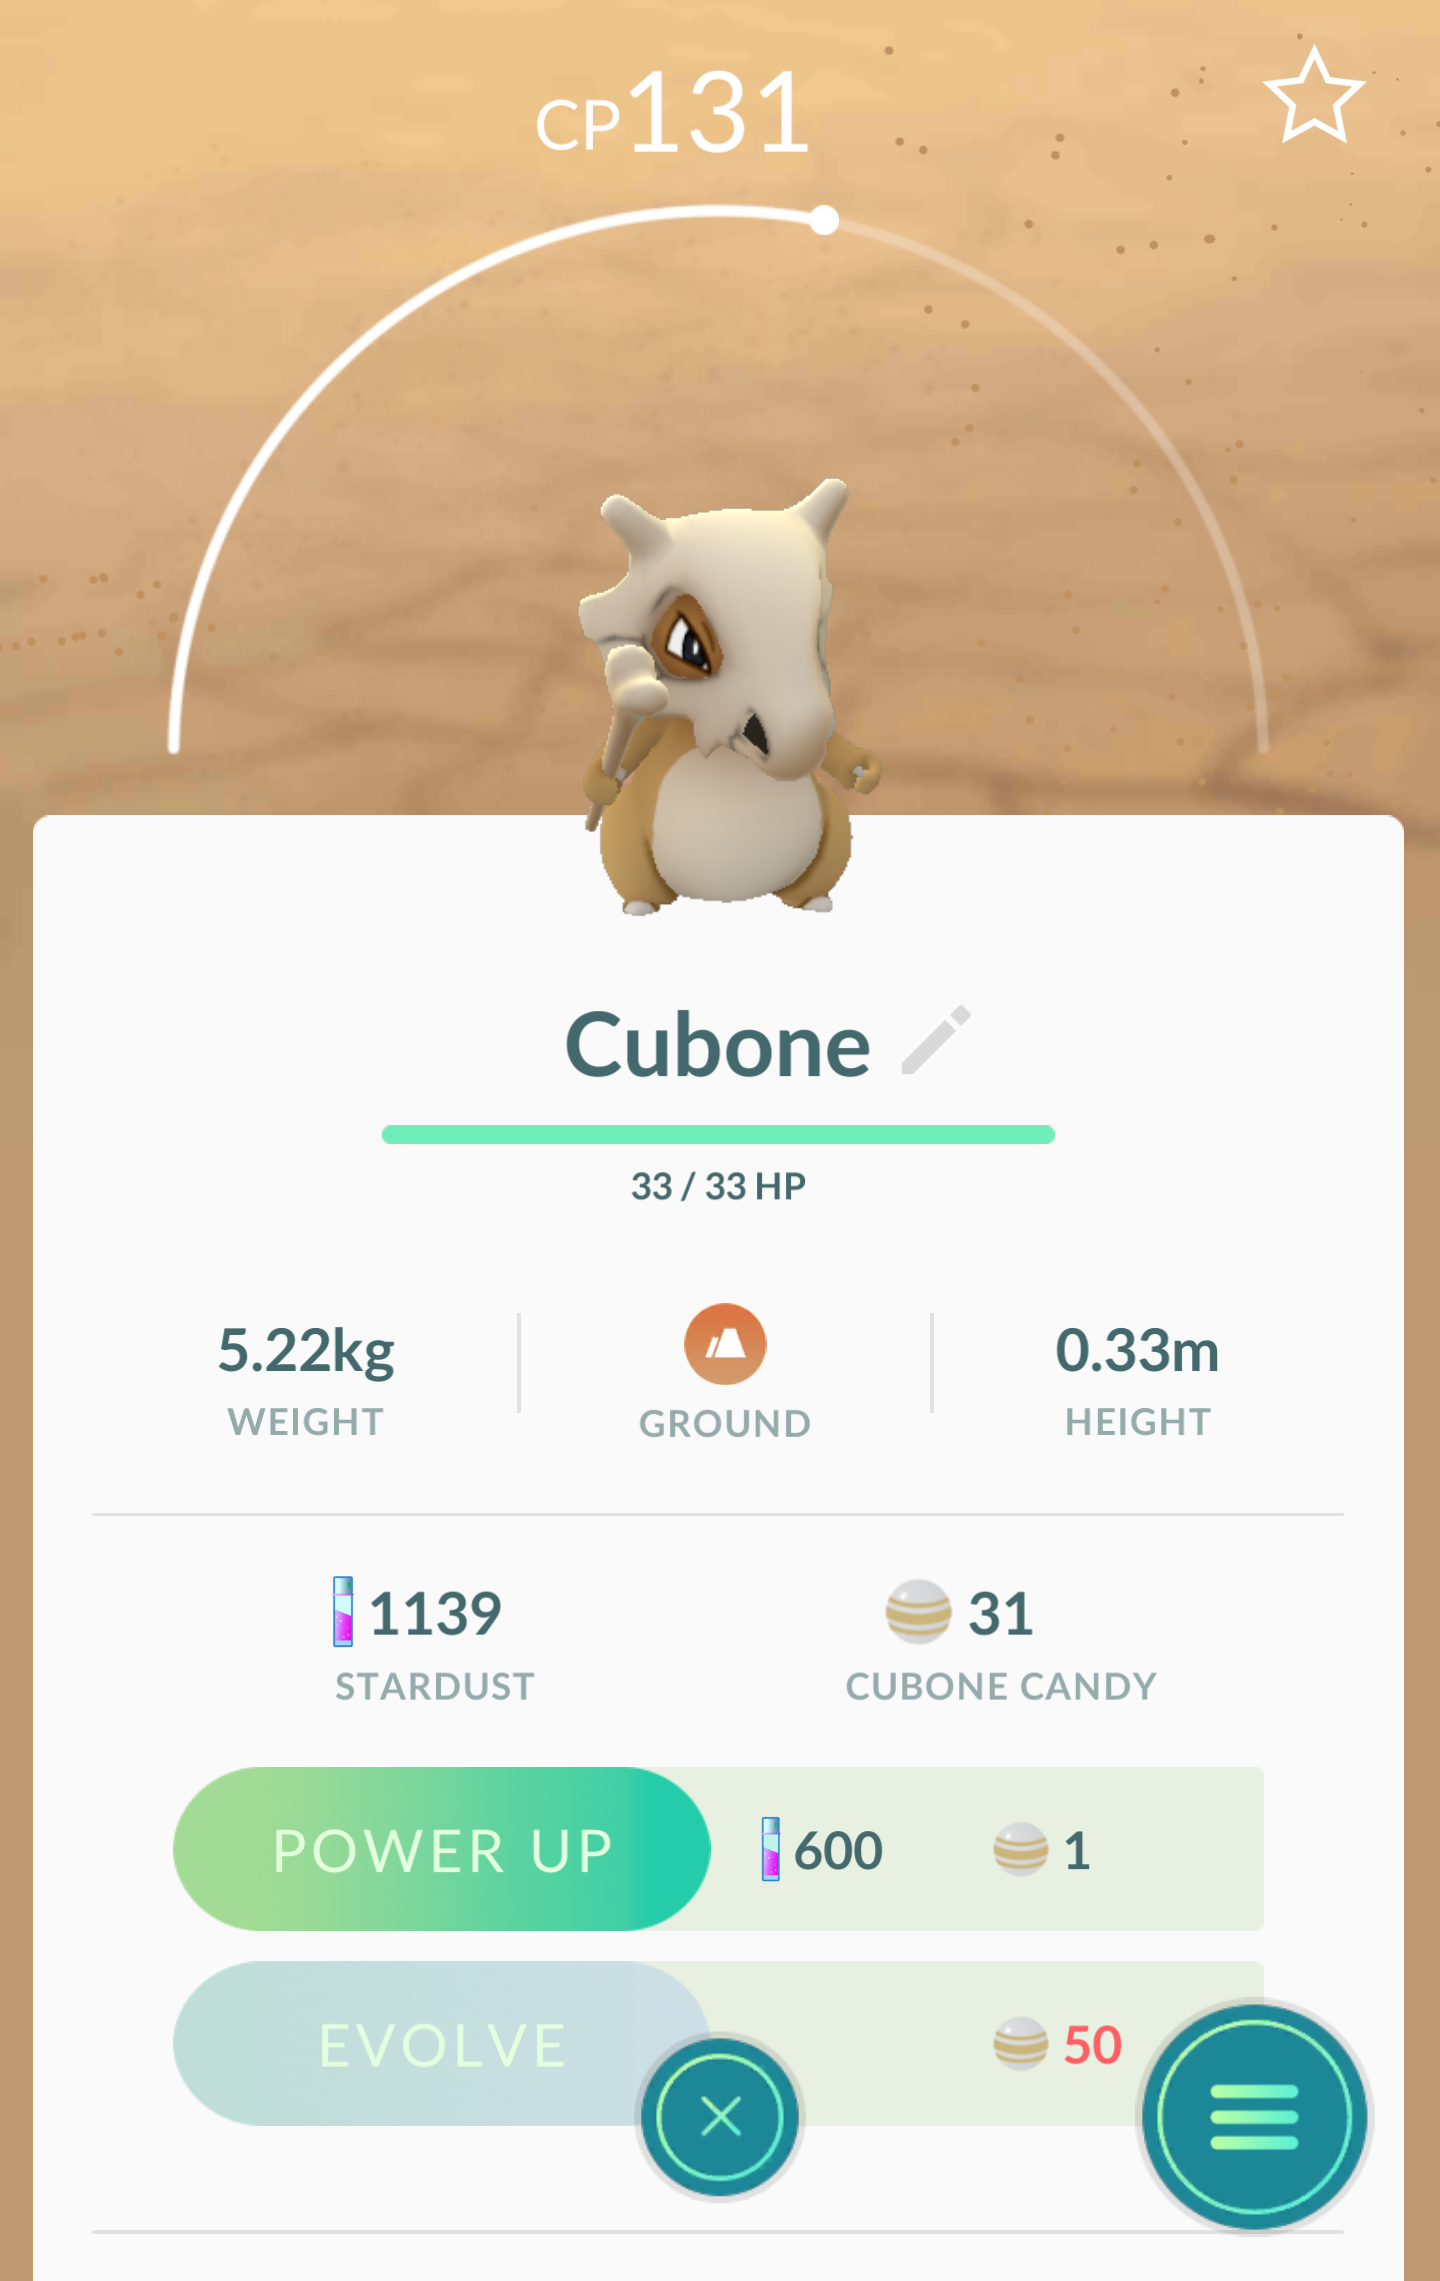 CP131
Cubone
33 / 33 HP
5.22kg
WEIGHT
GROUND
0.33m
HEIGHT
1139
STARDUST
31
CUBONE CANDY
POWER UP 600 1
EVOLVE 50